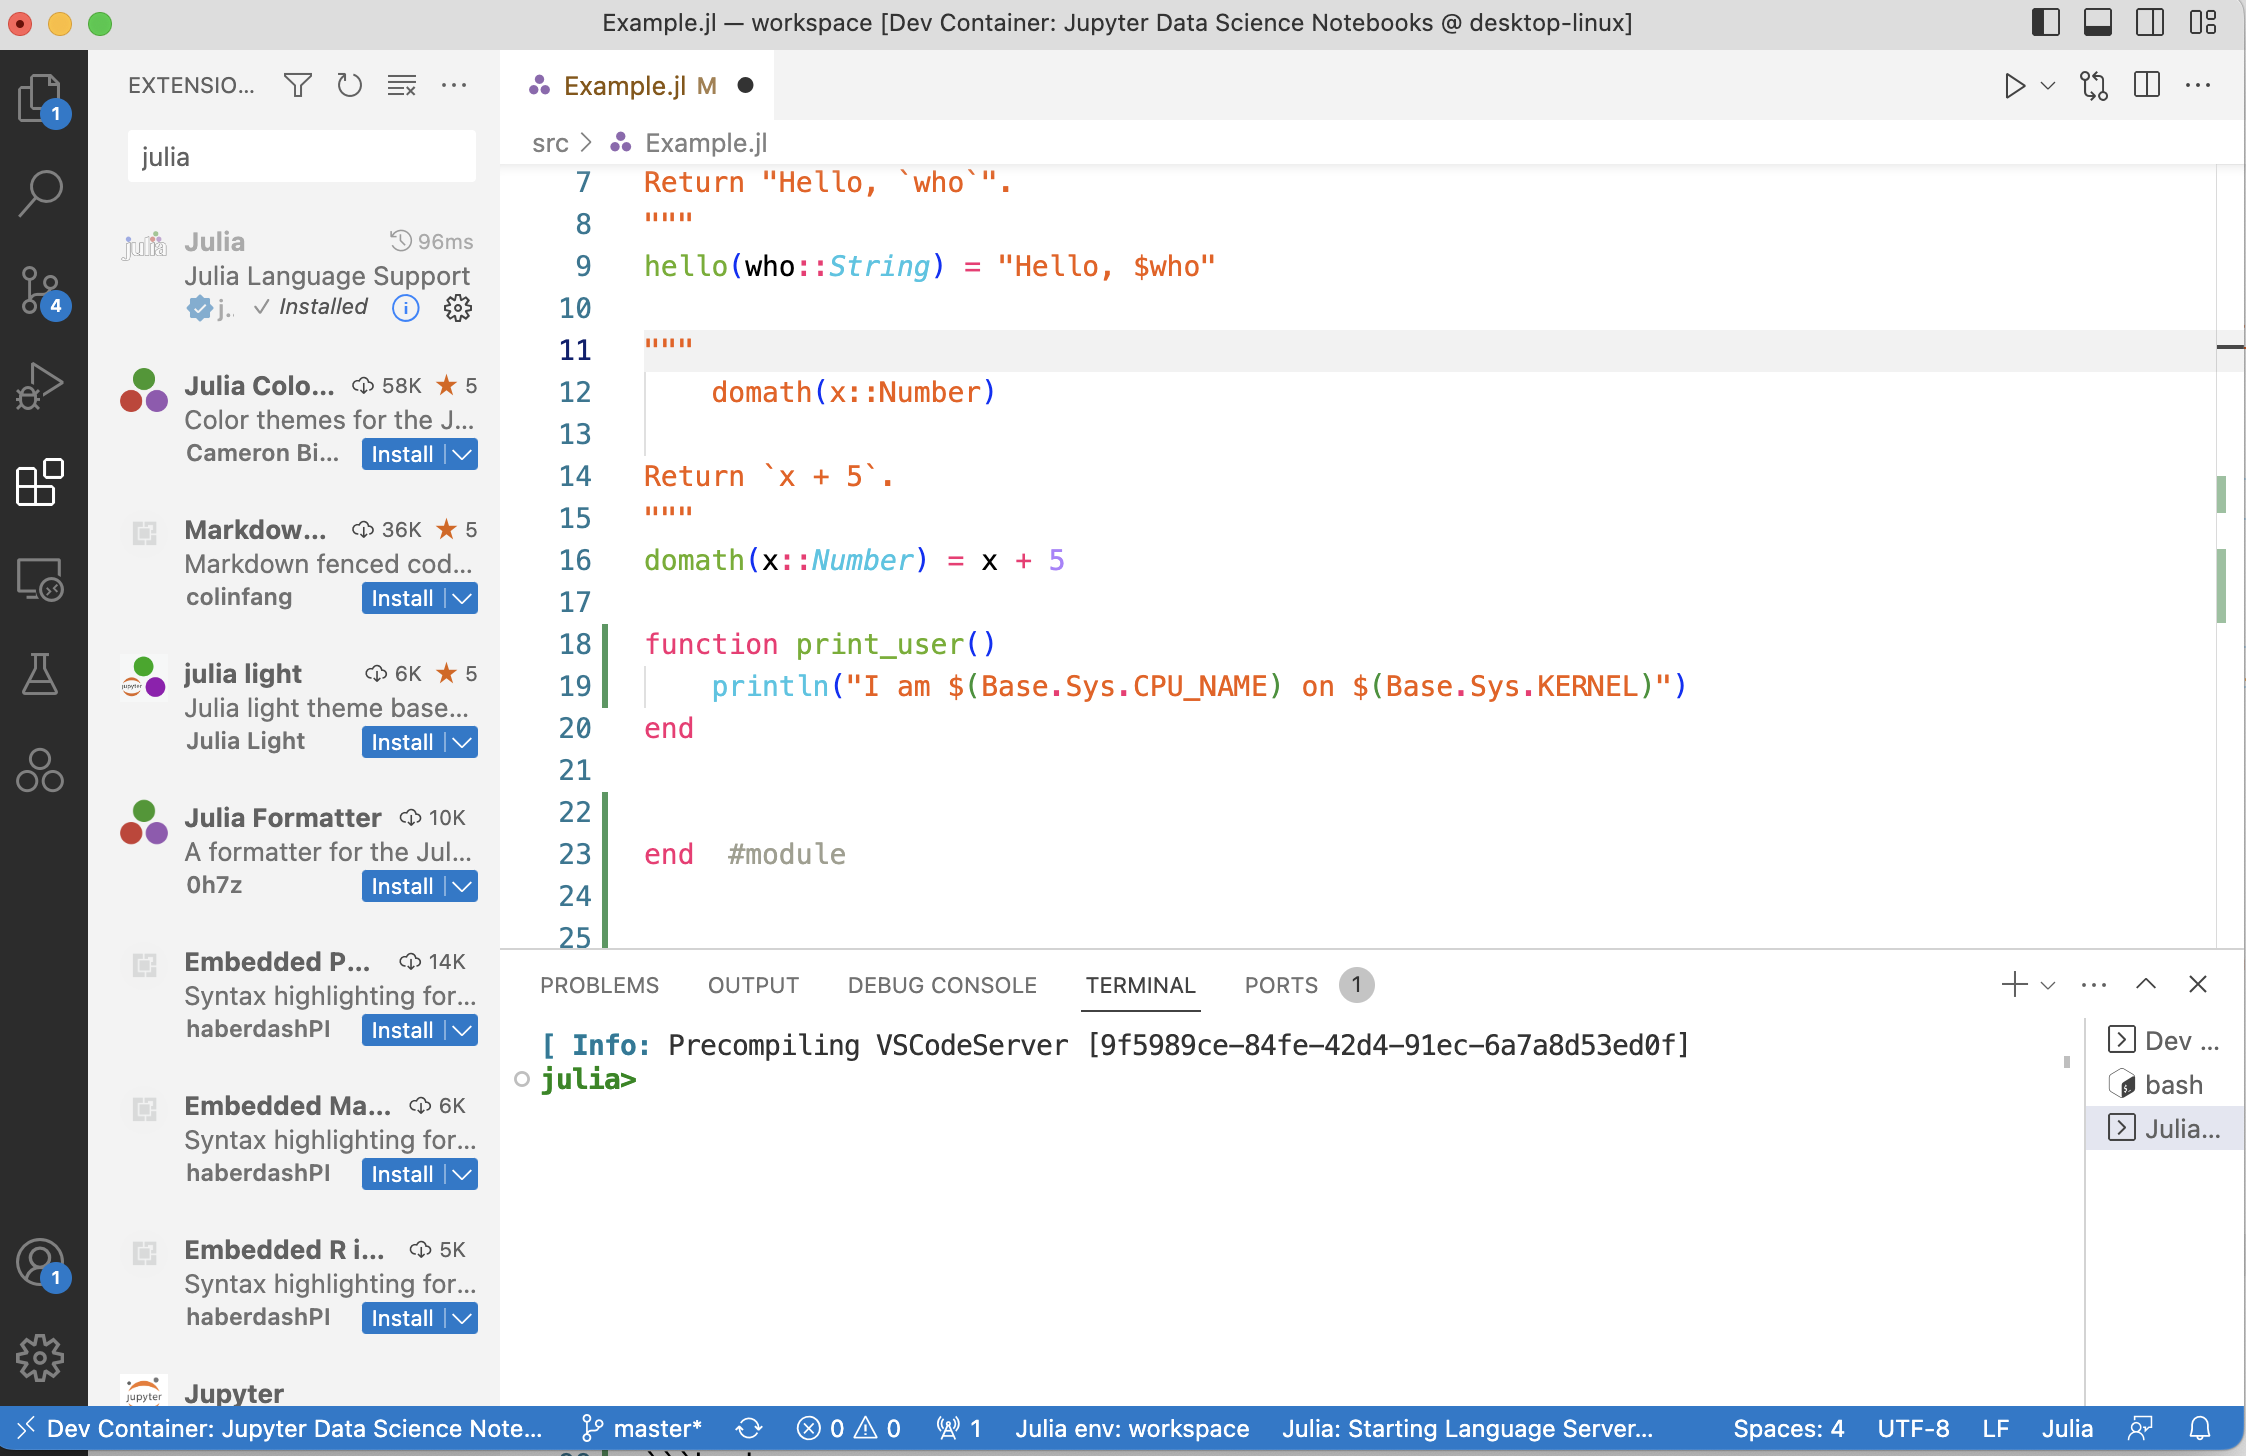 Example.jl — workspace [Dev Container: Jupyter Data Science Notebooks @ desktop-linux]
EXTENSIO...
julia
Julia 96ms
Julia Language Support
j.. ✓ Installed
Julia Colo... 58K ★ 5
Color themes for the J...
Cameron Bi... Install
Markdow... 36K ★ 5
Markdown fenced cod...
colinfang Install
julia light 6K ★ 5
Julia light theme base...
Julia Light Install
Julia Formatter 10K
A formatter for the Jul...
0h7z Install
Embedded P... 14K
Syntax highlighting for...
haberdashPI Install
Embedded Ma... 6K
Syntax highlighting for...
haberdashPI Install
Embedded R i... 5K
Syntax highlighting for...
haberdashPI Install
Jupyter
1
4
1
Example.jl M
src > Example.jl
7 Return "Hello, `who`".
8 """
9 hello(who::String) = "Hello, $who"
10
11 """
12     domath(x::Number)
13
14 Return `x + 5`.
15 """
16 domath(x::Number) = x + 5
17
18 function print_user()
19     println("I am $(Base.Sys.CPU_NAME) on $(Base.Sys.KERNEL)")
20 end
21
22
23 end  #module
24
25
PROBLEMS OUTPUT DEBUG CONSOLE TERMINAL PORTS 1
[ Info: Precompiling VSCodeServer [9f5989ce-84fe-42d4-91ec-6a7a8d53ed0f]
julia>
Dev ...
bash
Julia...
Dev Container: Jupyter Data Science Note... master* 0 0 1 Julia env: workspace Julia: Starting Language Server... Spaces: 4 UTF-8 LF Julia